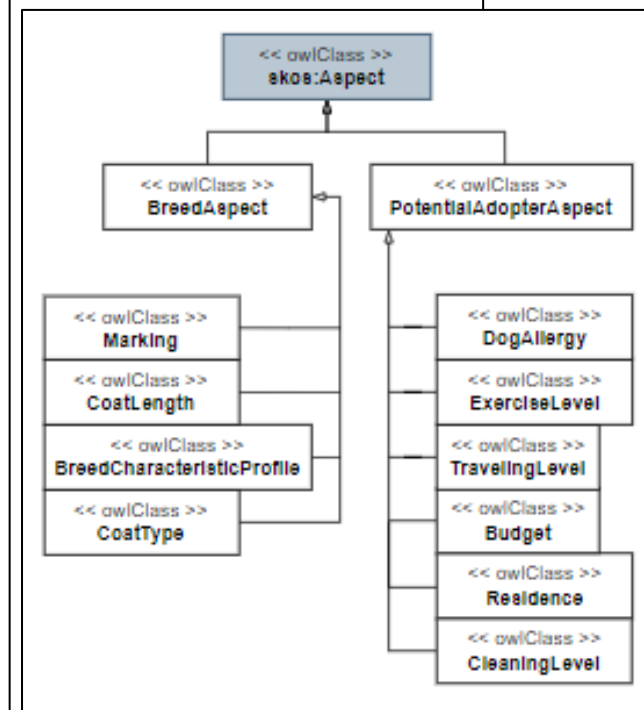 << owlClass >>
skos:Aspect
<< owlClass >>
BreedAspect
<< owlClass >>
PotentialAdopterAspect
<< owlClass >>
Marking
<< owlClass >>
CoatLength
<< owlClass >>
BreedCharacteristicProfile
<< owlClass >>
CoatType
<< owlClass >>
DogAllergy
<< owlClass >>
ExerciseLevel
<< owlClass >>
TravelingLevel
<< owlClass >>
Budget
<< owlClass >>
Residence
<< owlClass >>
CleaningLevel